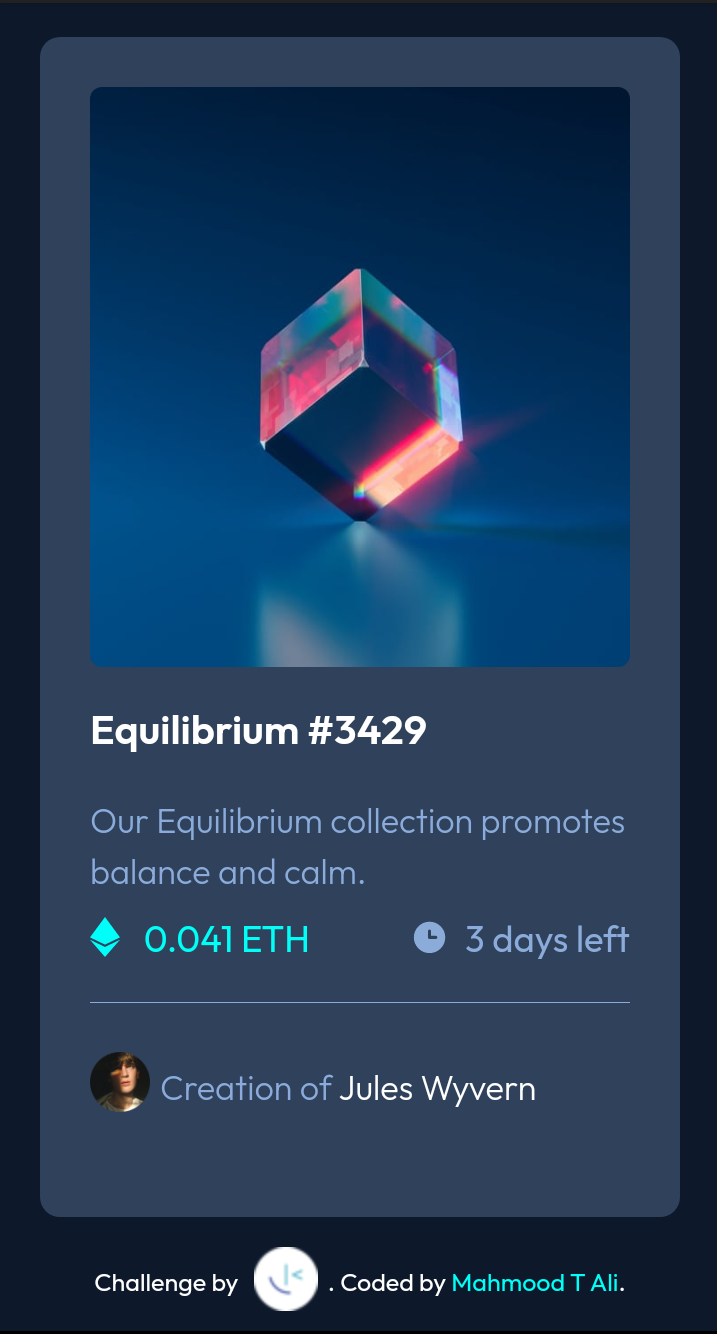 Equilibrium #3429
Our Equilibrium collection promotes
balance and calm.
0.041 ETH 3 days left
Creation of Jules Wyvern
Challenge by . Coded by Mahmood T Ali.